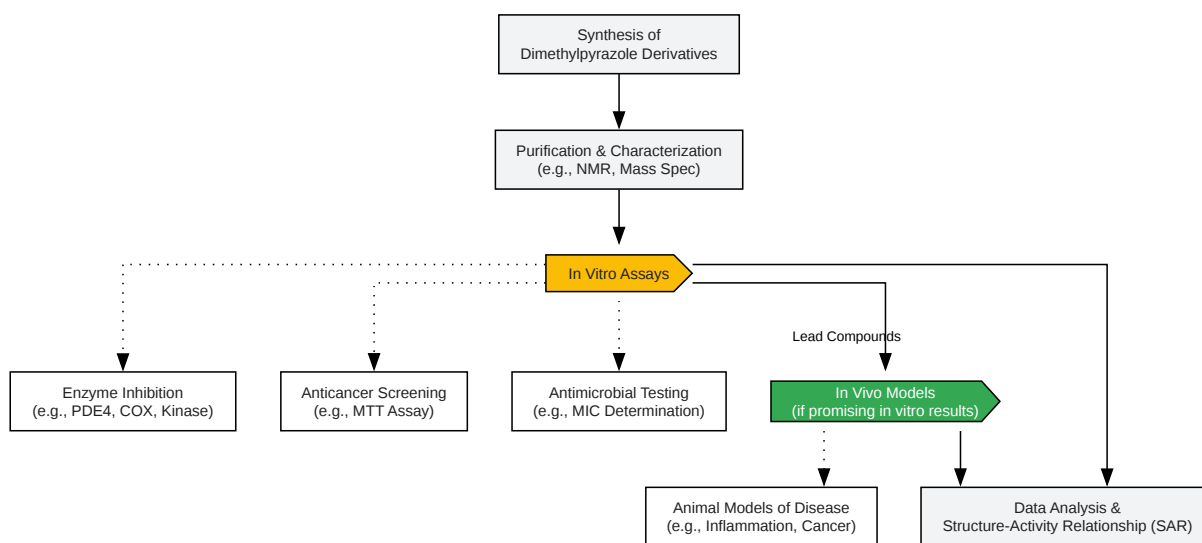 Synthesis of
Dimethylpyrazole Derivatives
Purification & Characterization
(e.g., NMR, Mass Spec)
In Vitro Assays
Lead Compounds
Enzyme Inhibition
(e.g., PDE4, COX, Kinase)
Anticancer Screening
(e.g., MTT Assay)
Antimicrobial Testing
(e.g., MIC Determination)
In Vivo Models
(if promising in vitro results)
Animal Models of Disease
(e.g., Inflammation, Cancer)
Data Analysis &
Structure-Activity Relationship (SAR)